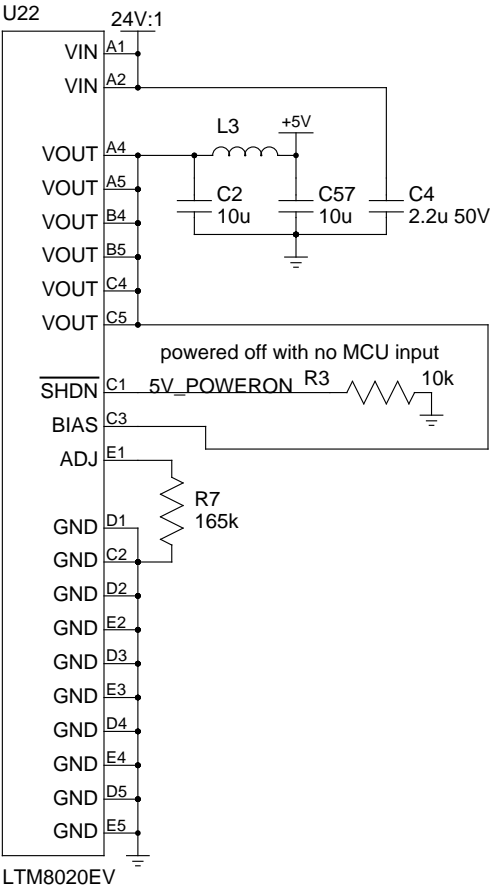 U22
24V:1
VIN A1
VIN A2
L3
+5V
VOUT A4
VOUT A5
C2
10u
C57
10u
C4
2.2u 50V
VOUT B4
VOUT B5
VOUT C4
VOUT C5
powered off with no MCU input
SHDN C1 5V_POWERON R3 10k
BIAS C3
ADJ E1
R7
165k
GND D1
GND C2
GND D2
GND E2
GND D3
GND E3
GND D4
GND E4
GND D5
GND E5
LTM8020EV